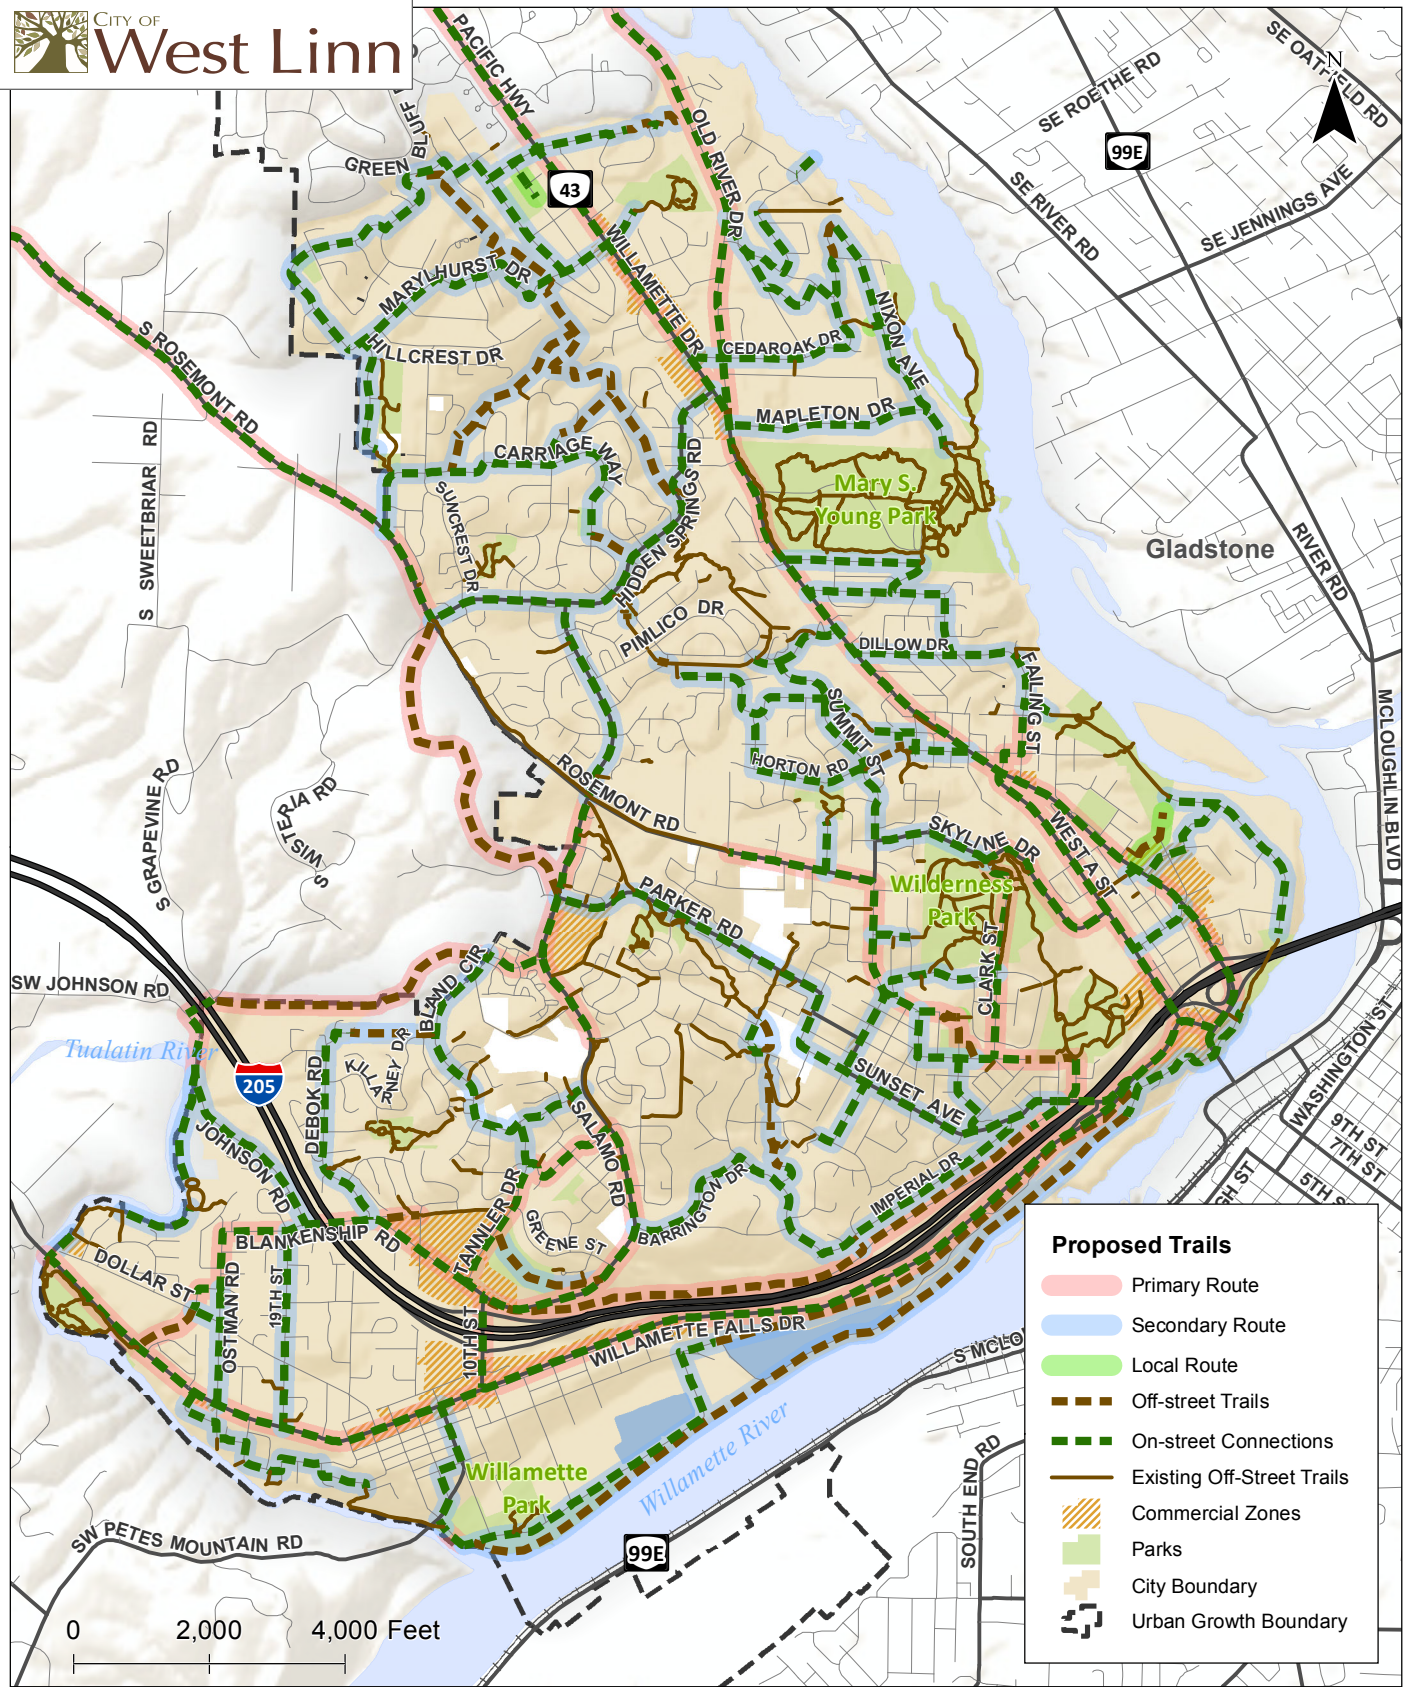 CITY OF
West Linn
PACIFIC HWY
SE OATFIELD RD
N
SE ROETHE RD
99E
OLD RIVER DR
GREEN BLUFF
43
SE RIVER RD
SE JENNINGS AVE
WILLAMETTE DR
MARYLHURST DR
NIXON AVE
S ROSEMONT RD
HILLCREST DR
CEDAROAK DR
MAPLETON DR
S SWEETBRIAR RD
CARRIAGE WAY
HIDDEN SPRINGS RD
SUNCREST DR
Mary S.
Young Park
Gladstone
RIVER RD
PIMLICO DR
DILLOW DR
FAILING ST
SUMMIT ST
MCLOUGHLIN BLVD
HORTON RD
ROSEMONT RD
S GRAPEVINE RD
S WISTERIA RD
SKYLINE DR
WEST A ST
Wilderness
Park
PARKER RD
CLARK ST
SW JOHNSON RD
BLAND CIR
WASHINGTON ST
Tualatin River
205
DEBOK RD
KILLARNEY DR
SUNSET AVE
SALAMO RD
JOHNSON RD
9TH ST
7TH ST
5TH S
GH ST
IMPERIAL DR
TANNLER DR
BARRINGTON DR
GREENE ST
BLANKENSHIP RD
DOLLAR ST
OSTMAN RD
19TH ST
10TH ST
WILLAMETTE FALLS DR
S MCLO
Willamette River
Willamette
Park
SOUTH END RD
SW PETES MOUNTAIN RD
99E
0 2,000 4,000 Feet
Proposed Trails
Primary Route
Secondary Route
Local Route
Off-street Trails
On-street Connections
Existing Off-Street Trails
Commercial Zones
Parks
City Boundary
Urban Growth Boundary